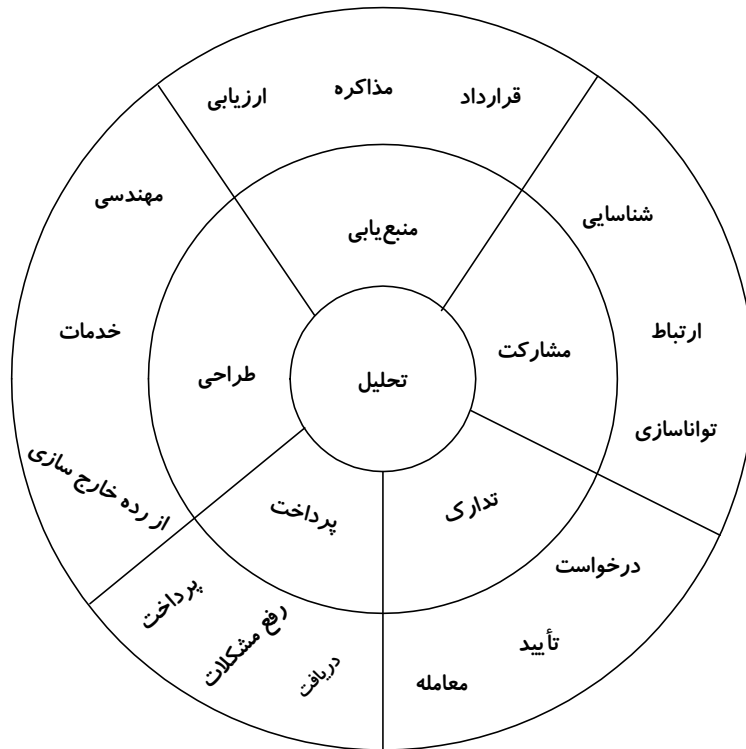 قرارداد
مذاکره
ارزیابی
مهندسی
شناسایی
منبع‌یابی
خدمات
ارتباط
طراحی
تحلیل
مشارکت
تواناسازی
از رده خارج سازی
پرداخت
تدارک
درخواست
پرداخت
رفع مشکلات
دریافت
تأیید
معامله